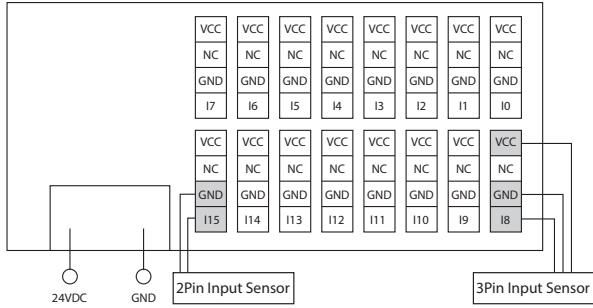 VCC VCC VCC VCC VCC VCC VCC VCC
NC NC NC NC NC NC NC NC
GND GND GND GND GND GND GND GND
I7 I6 I5 I4 I3 I2 I1 I0
VCC VCC VCC VCC VCC VCC VCC VCC
NC NC NC NC NC NC NC NC
GND GND GND GND GND GND GND GND
I15 I14 I13 I12 I11 I10 I9 I8
24VDC GND 2Pin Input Sensor 3Pin Input Sensor